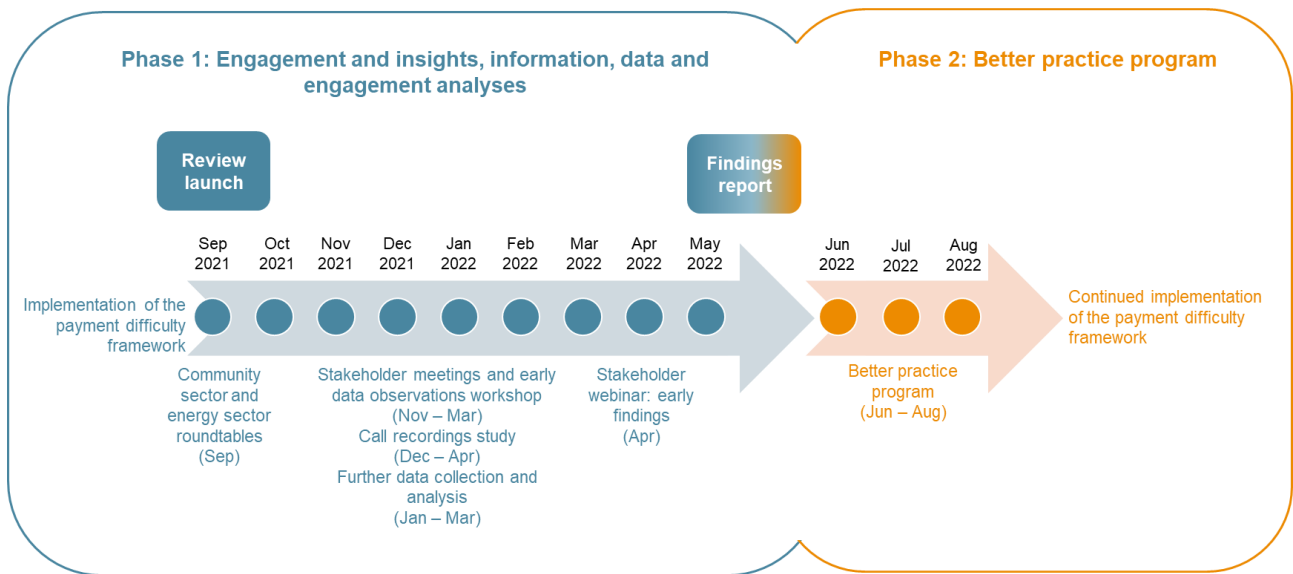 Phase 1: Engagement and insights, information, data and
engagement analyses
Phase 2: Better practice program
Review
launch
Findings
report
Sep
2021
Oct
2021
Nov
2021
Dec
2021
Jan
2022
Feb
2022
Mar
2022
Apr
2022
May
2022
Jun
2022
Jul
2022
Aug
2022
Implementation of the
payment difficulty
framework
Continued implementation
of the payment difficulty
framework
Community
sector and
energy sector
roundtables
(Sep)
Stakeholder meetings and early
data observations workshop
(Nov – Mar)
Call recordings study
(Dec – Apr)
Further data collection and
analysis
(Jan – Mar)
Stakeholder
webinar: early
findings
(Apr)
Better practice
program
(Jun – Aug)